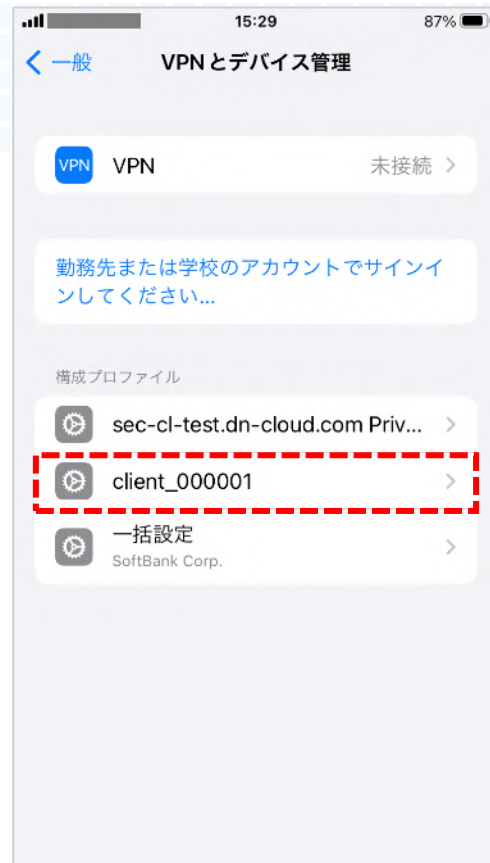 15:29
87%
一般
VPNとデバイス管理
VPN
VPN
未接続
勤務先または学校のアカウントでサインイ
ンしてください...
構成プロファイル
sec-cl-test.dn-cloud.com Priv...
client_000001
一括設定
SoftBank Corp.